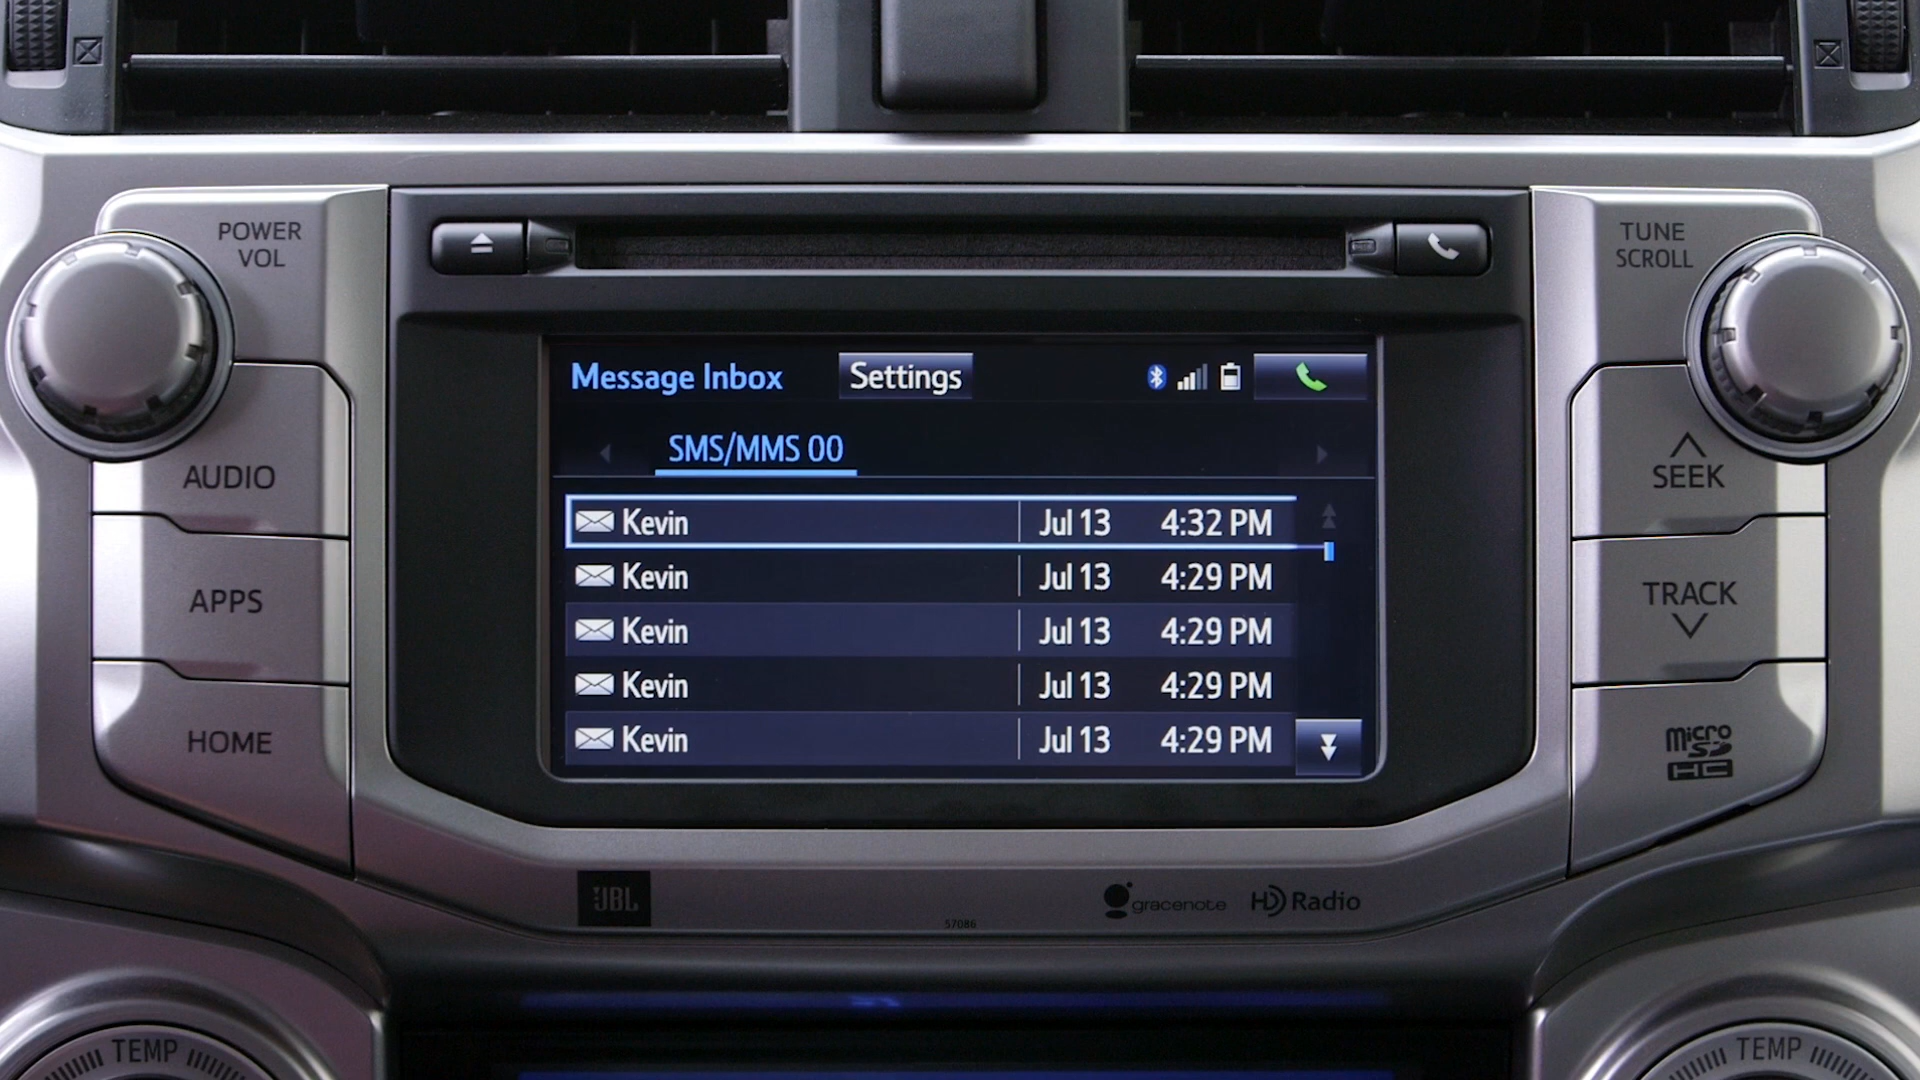 POWER
VOL
TUNE
SCROLL
Message Inbox Settings
SMS/MMS 00
Kevin Jul 13 4:32 PM
Kevin Jul 13 4:29 PM
Kevin Jul 13 4:29 PM
Kevin Jul 13 4:29 PM
Kevin Jul 13 4:29 PM
AUDIO
APPS
HOME
SEEK
TRACK
micro
SD
HC
JBL
57086
gracenote
HD Radio
TEMP
TEMP